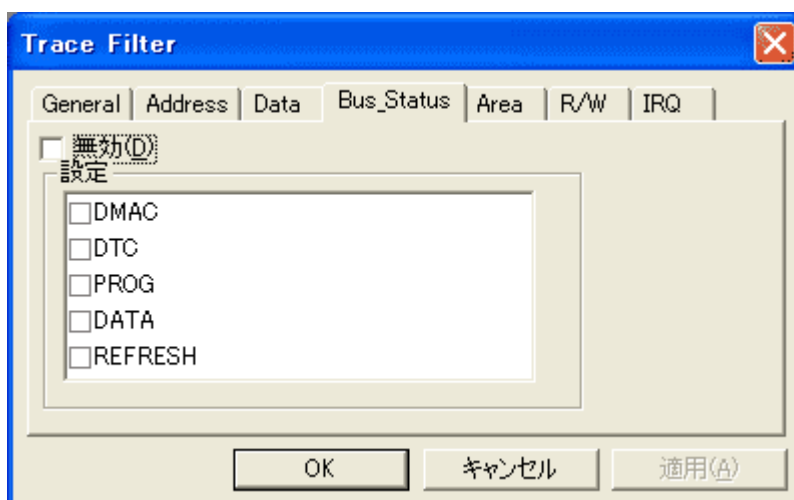 Trace Filter
General Address Data Bus_Status Area R/W IRQ
無効(D)
設定
DMAC
DTC
PROG
DATA
REFRESH
OK キャンセル 適用(A)